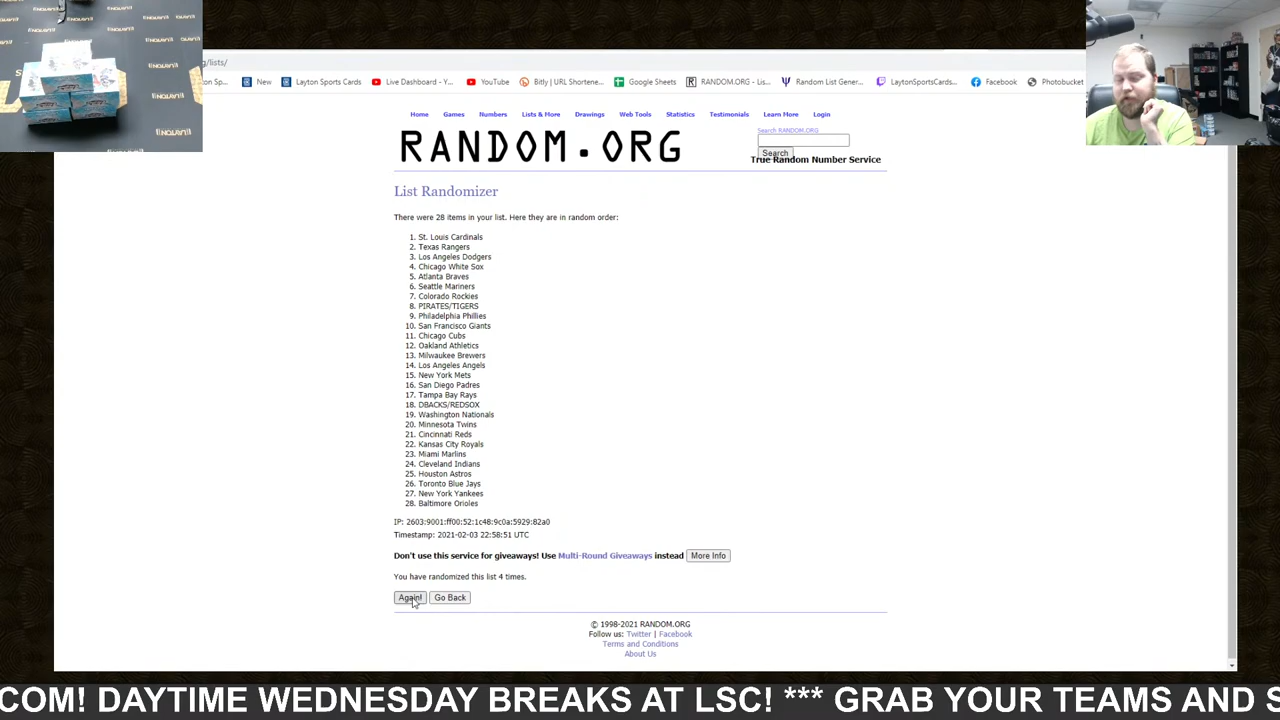 g/lists/
on Sp...
New
Layton Sports Cards
Live Dashboard - Y...
YouTube
Bitly | URL Shortene...
Google Sheets
RANDOM.ORG - Lis...
Random List Gener...
LaytonSportsCards...
Facebook
Photobucket
Home Games Numbers Lists & More Drawings Web Tools Statistics Testimonials Learn More Login
RANDOM.ORG
Search RANDOM.ORG
Search
True Random Number Service
List Randomizer
There were 28 items in your list. Here they are in random order:
1. St. Louis Cardinals
2. Texas Rangers
3. Los Angeles Dodgers
4. Chicago White Sox
5. Atlanta Braves
6. Seattle Mariners
7. Colorado Rockies
8. PIRATES/TIGERS
9. Philadelphia Phillies
10. San Francisco Giants
11. Chicago Cubs
12. Oakland Athletics
13. Milwaukee Brewers
14. Los Angeles Angels
15. New York Mets
16. San Diego Padres
17. Tampa Bay Rays
18. DBACKS/REDSOX
19. Washington Nationals
20. Minnesota Twins
21. Cincinnati Reds
22. Kansas City Royals
23. Miami Marlins
24. Cleveland Indians
25. Houston Astros
26. Toronto Blue Jays
27. New York Yankees
28. Baltimore Orioles
IP: 2603:9001:ff00:52:1c48:9c0a:5929:82a0
Timestamp: 2021-02-03 22:58:51 UTC
Don't use this service for giveaways! Use Multi-Round Giveaways instead More Info
You have randomized this list 4 times.
Again! Go Back
© 1998-2021 RANDOM.ORG
Follow us: Twitter | Facebook
Terms and Conditions
About Us
COM! DAYTIME WEDNESDAY BREAKS AT LSC! *** GRAB YOUR TEAMS AND S